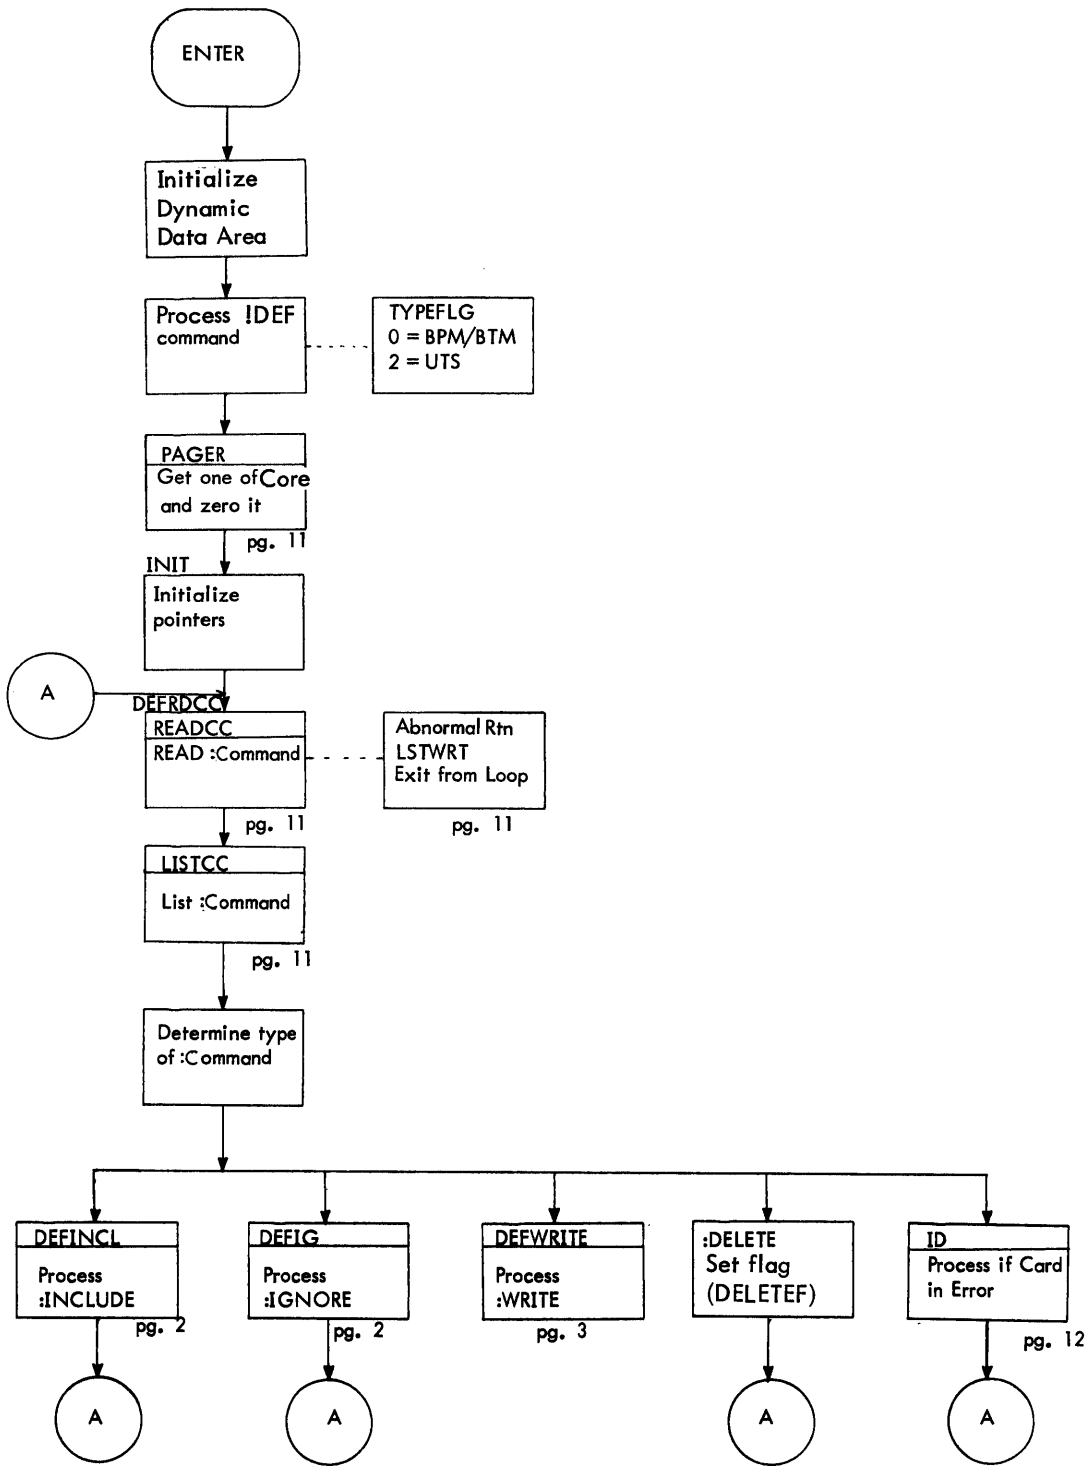 ENTER
Initialize
Dynamic
Data Area
Process !DEF
command
TYPEFLG
0 = BPM/BTM
2 = UTS
PAGER
Get one of Core
and zero it
pg. 11
INIT
Initialize
pointers
A
DEFRDCC
READCC
READ :Command
pg. 11
Abnormal Rtn
LSTWRT
Exit from Loop
pg. 11
LISTCC
List :Command
pg. 11
Determine type
of :Command
DEFINCL
Process
:INCLUDE
pg. 2
DEFIG
Process
:IGNORE
pg. 2
DEFWRITE
Process
:WRITE
pg. 3
:DELETE
Set flag
(DELETEF)
ID
Process if Card
in Error
pg. 12
A
A
A
A